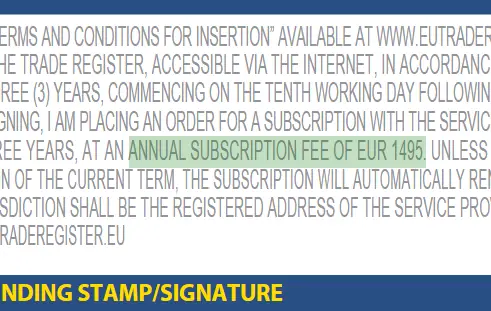 ERMS AND CONDITIONS FOR INSERTION” AVAILABLE AT WWW.EUTRADER
HE TRADE REGISTER, ACCESSIBLE VIA THE INTERNET, IN ACCORDANC
REE (3) YEARS, COMMENCING ON THE TENTH WORKING DAY FOLLOWIN
GNING, I AM PLACING AN ORDER FOR A SUBSCRIPTION WITH THE SERVIC
REE YEARS, AT AN ANNUAL SUBSCRIPTION FEE OF EUR 1495. UNLESS
N OF THE CURRENT TERM, THE SUBSCRIPTION WILL AUTOMATICALLY REN
SDICTION SHALL BE THE REGISTERED ADDRESS OF THE SERVICE PRO
RADEREGISTER.EU
NDING STAMP/SIGNATURE